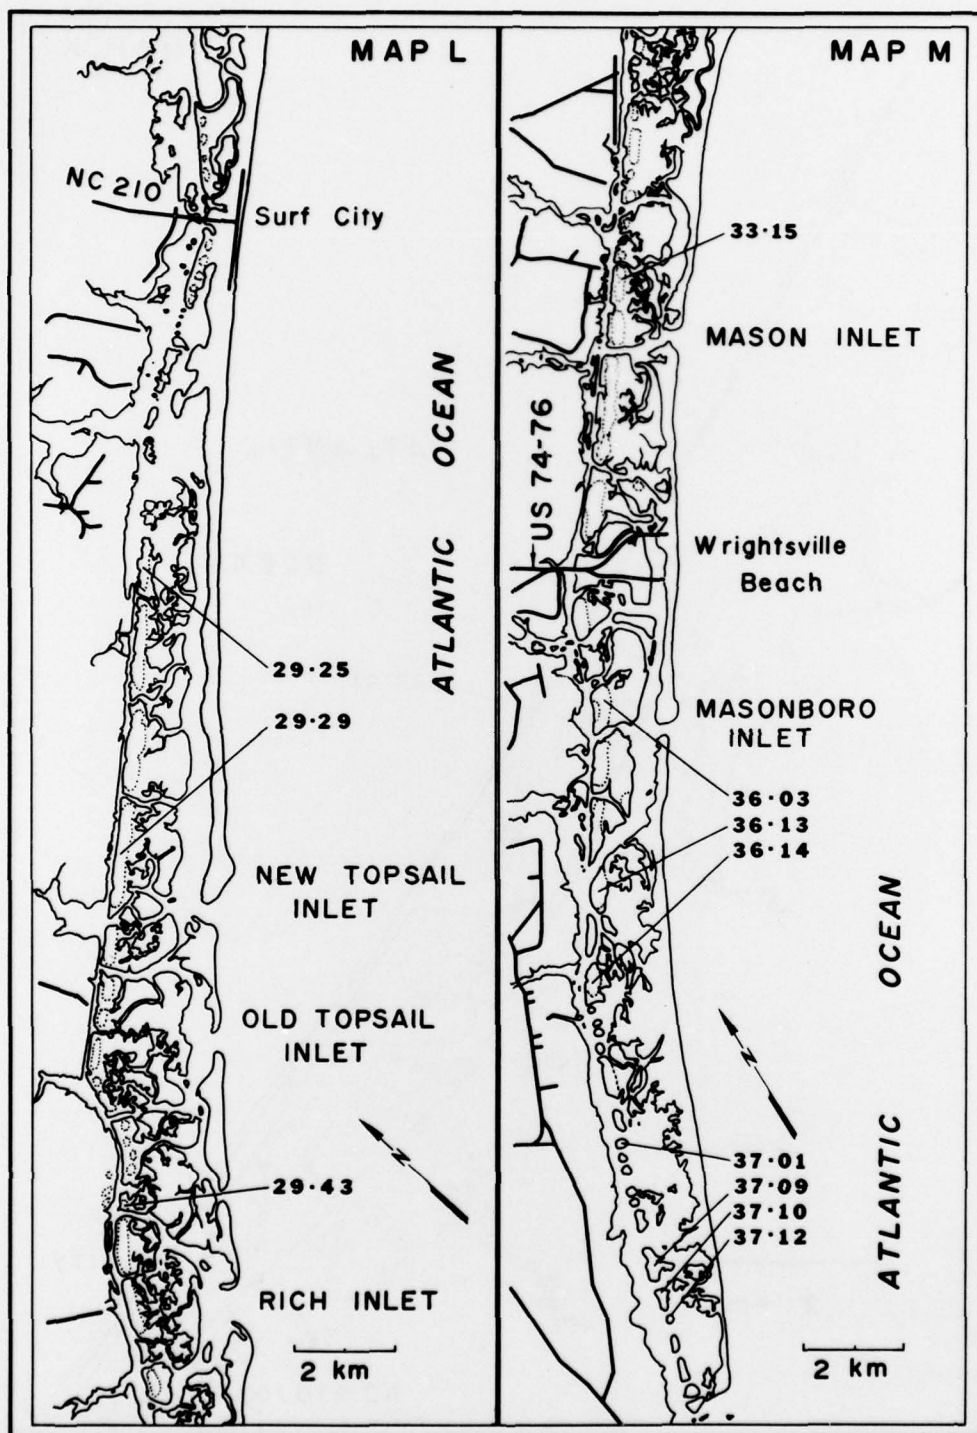 MAP L
NC 210
Surf City
ATLANTIC OCEAN
29·25
29·29
NEW TOPSAIL
INLET
OLD TOPSAIL
INLET
N
29·43
RICH INLET
2 km
MAP M
33·15
MASON INLET
US 74-76
Wrightsville
Beach
MASONBORO
INLET
36·03
36·13
36·14
ATLANTIC OCEAN
N
37·01
37·09
37·10
37·12
2 km